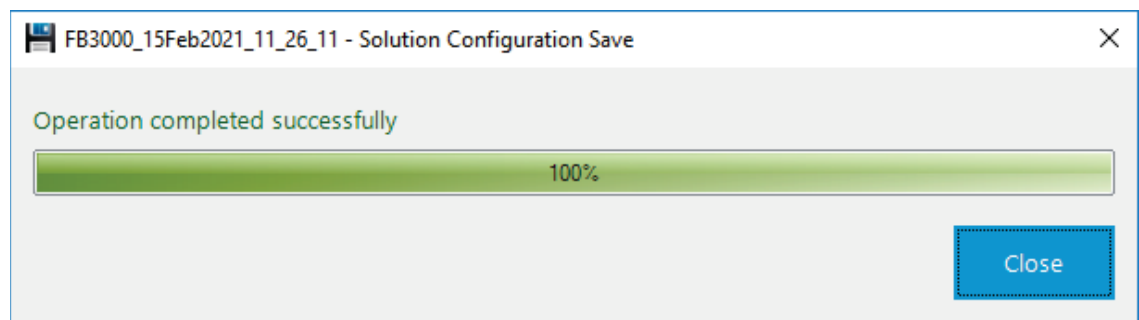 FB3000_15Feb2021_11_26_11 - Solution Configuration Save
Operation completed successfully
100%
Close